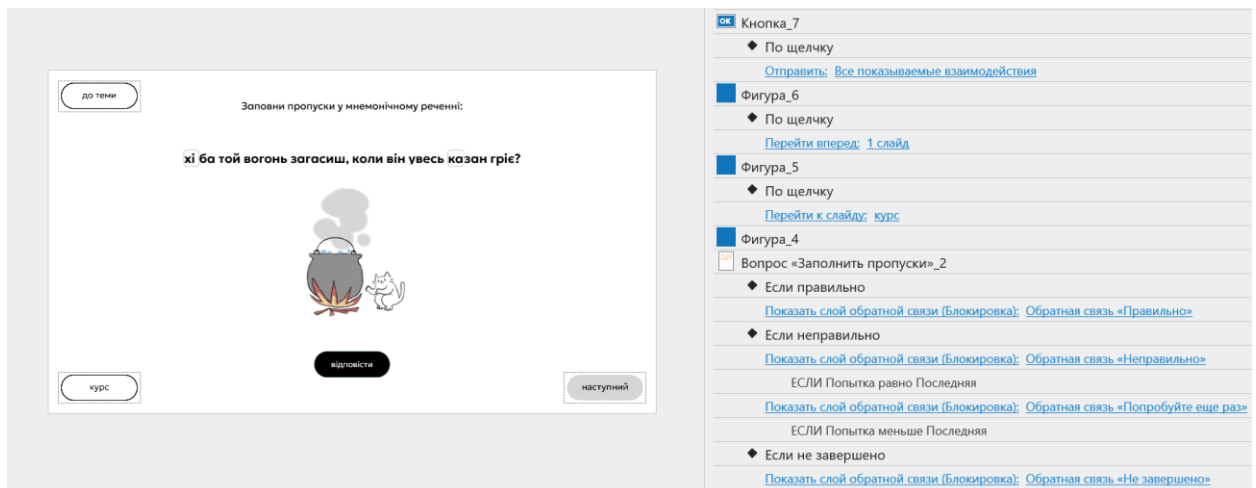 до теми
Заповни пропуски у мнемонічному реченні:
хі ба той вогонь загасиш, коли він увесь казан гріє?
відповісти
курс
наступний
OK Кнопка_7
По щелчку
Отправить: Все показываемые взаимодействия
Фигура_6
По щелчку
Перейти вперед: 1 слайд
Фигура_5
По щелчку
Перейти к слайду: курс
Фигура_4
Вопрос «Заполнить пропуски»_2
Если правильно
Показать слой обратной связи (Блокировка): Обратная связь «Правильно»
Если неправильно
Показать слой обратной связи (Блокировка): Обратная связь «Неправильно»
ЕСЛИ Попытка равно Последняя
Показать слой обратной связи (Блокировка): Обратная связь «Попробуйте еще раз»
ЕСЛИ Попытка меньше Последняя
Если не завершено
Показать слой обратной связи (Блокировка): Обратная связь «Не завершено»